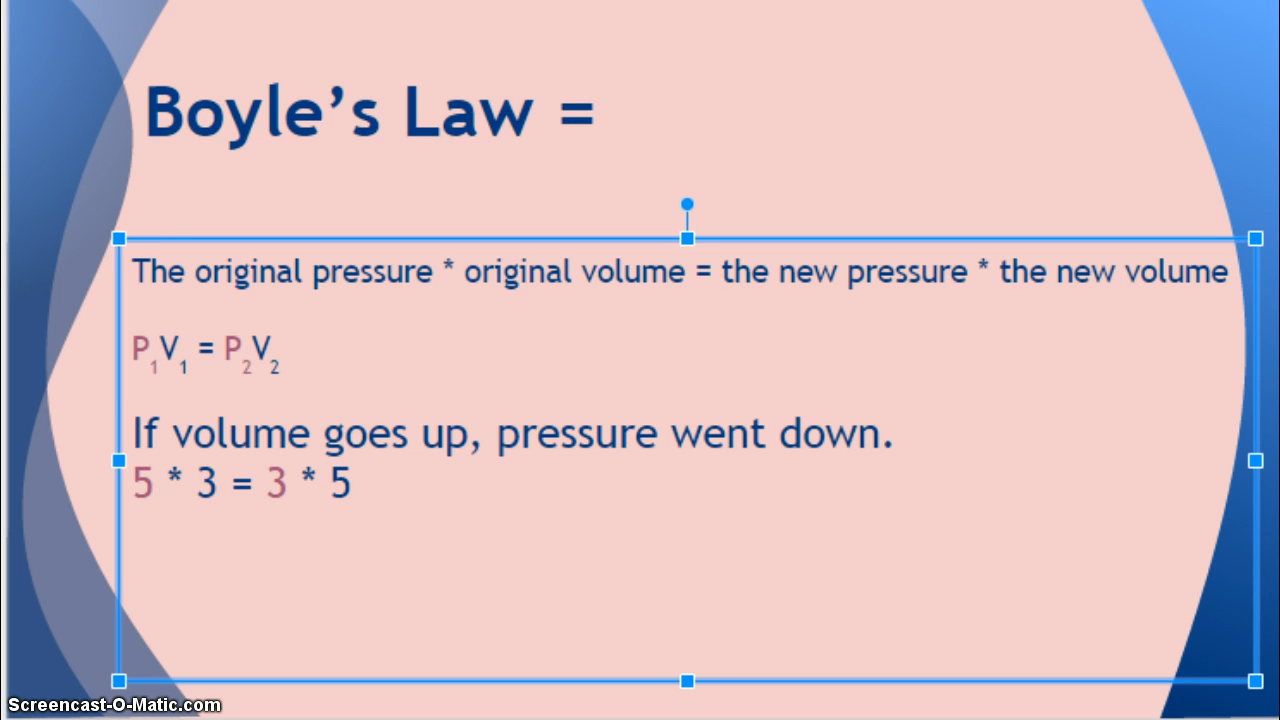 Boyle’s Law =
The original pressure * original volume = the new pressure * the new volume
P₁V₁ = P₂V₂
If volume goes up, pressure went down.
5 * 3 = 3 * 5
Screencast-O-Matic.com